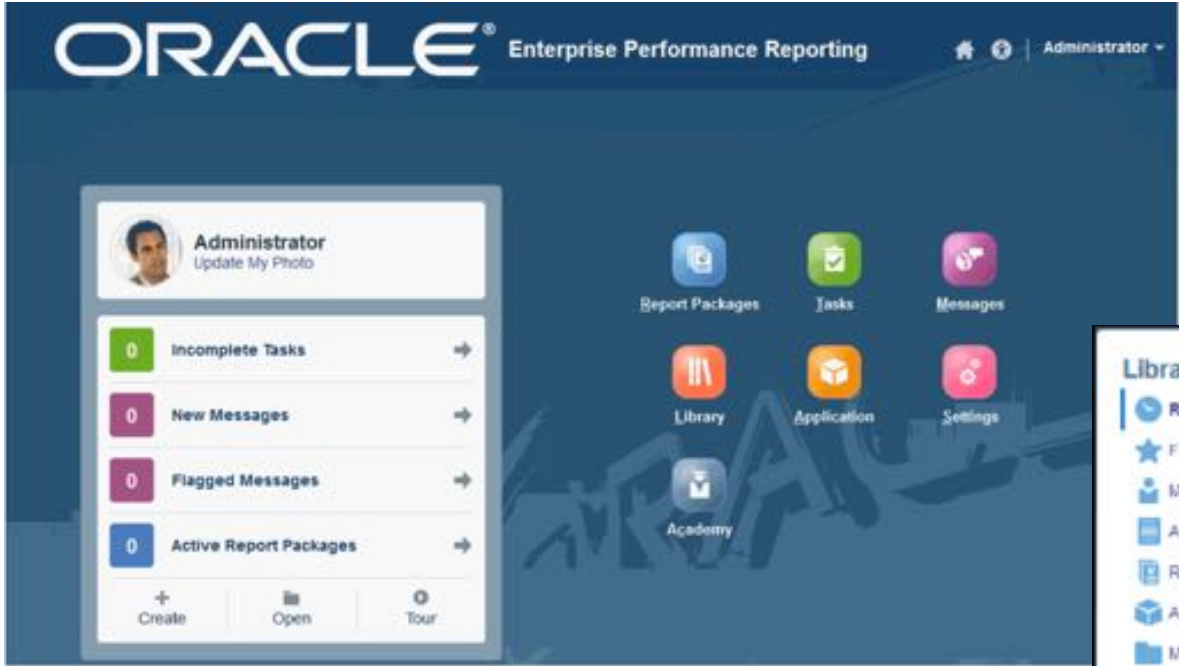 ORACLE® Enterprise Performance Reporting
Administrator
Administrator
Update My Photo
0 Incomplete Tasks
0 New Messages
0 Flagged Messages
0 Active Report Packages
Create Open Tour
Report Packages Tasks Messages
Library Application Settings
Academy